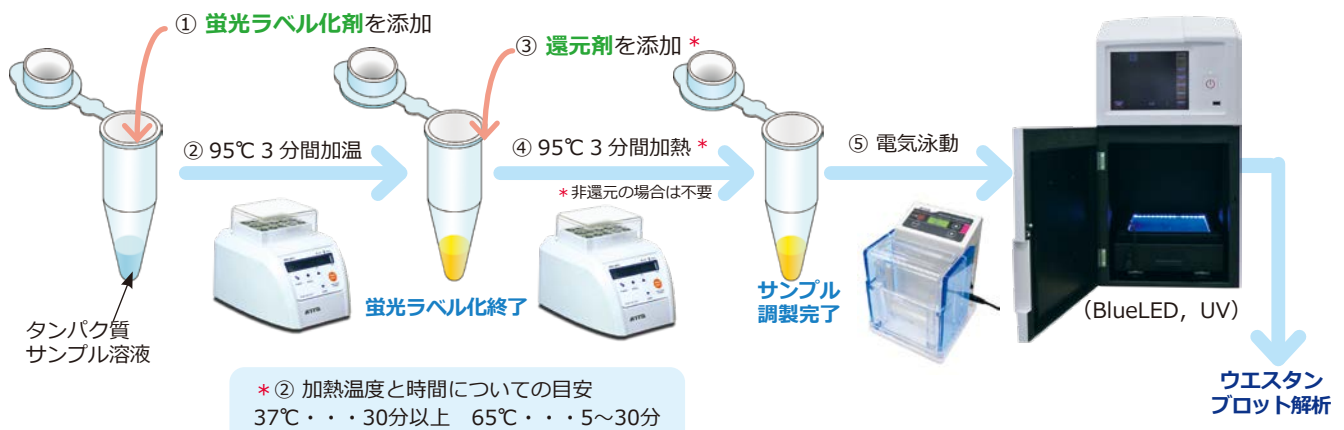 ① 蛍光ラベル化剤を添加
③ 還元剤を添加 *
② 95℃ 3 分間加温
④ 95℃ 3 分間加熱 *
⑤ 電気泳動
*非還元の場合は不要
蛍光ラベル化終了
サンプル
調製完了
タンパク質
サンプル溶液
(BlueLED, UV)
ウエスタン
ブロット解析
*② 加熱温度と時間についての目安
37℃・・・30分以上 65℃・・・5～30分